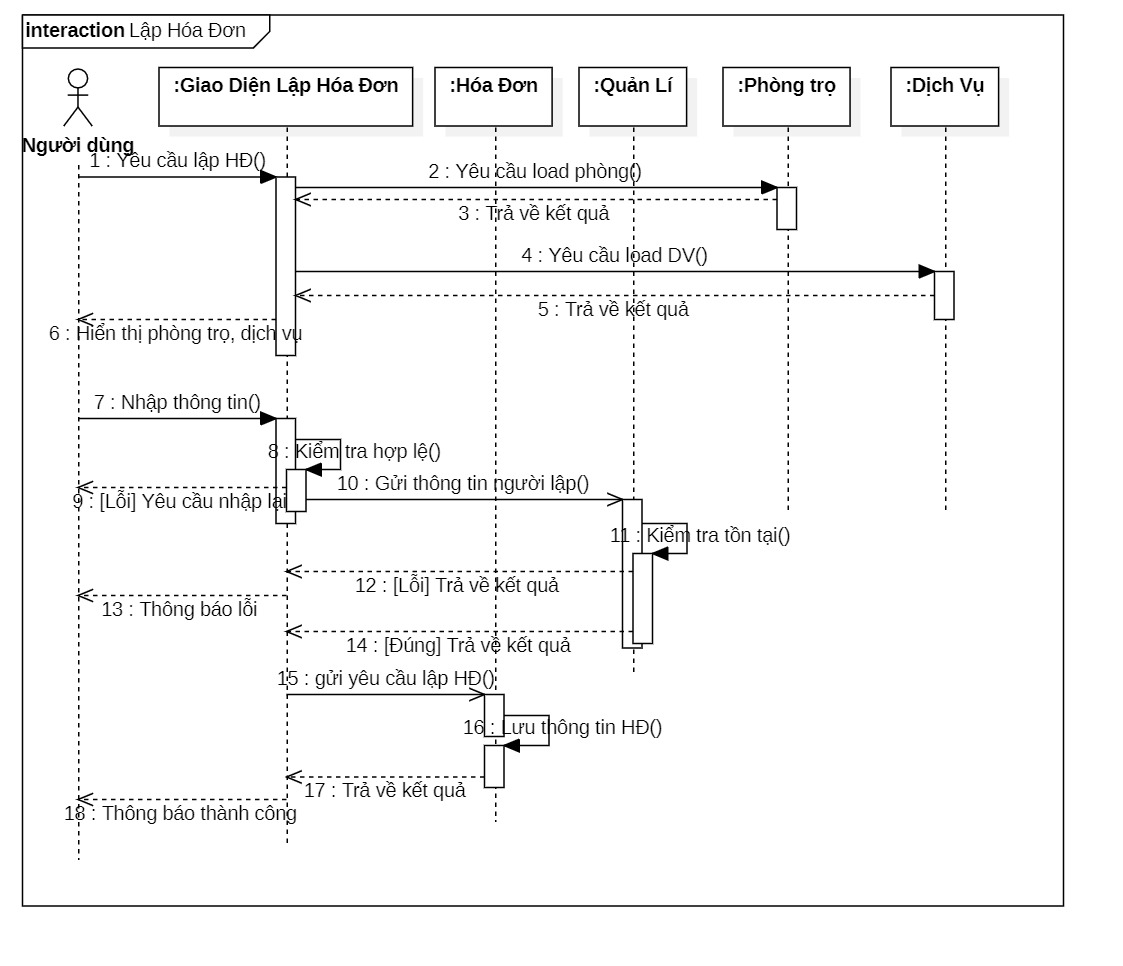 interaction Lập Hóa Đơn
:Giao Diện Lập Hóa Đơn
:Hóa Đơn
:Quản Lí
:Phòng trọ
:Dịch Vụ
Người dùng
1 : Yêu cầu lập HĐ()
2 : Yêu cầu load phòng()
3 : Trả về kết quả
4 : Yêu cầu load DV()
5 : Trả về kết quả
6 : Hiển thị phòng trọ, dịch vụ
7 : Nhập thông tin()
8 : Kiểm tra hợp lệ()
9 : [Lỗi] Yêu cầu nhập lại
10 : Gửi thông tin người lập()
11 : Kiểm tra tồn tại()
12 : [Lỗi] Trả về kết quả
13 : Thông báo lỗi
14 : [Đúng] Trả về kết quả
15 : gửi yêu cầu lập HĐ()
16 : Lưu thông tin HĐ()
17 : Trả về kết quả
18 : Thông báo thành công